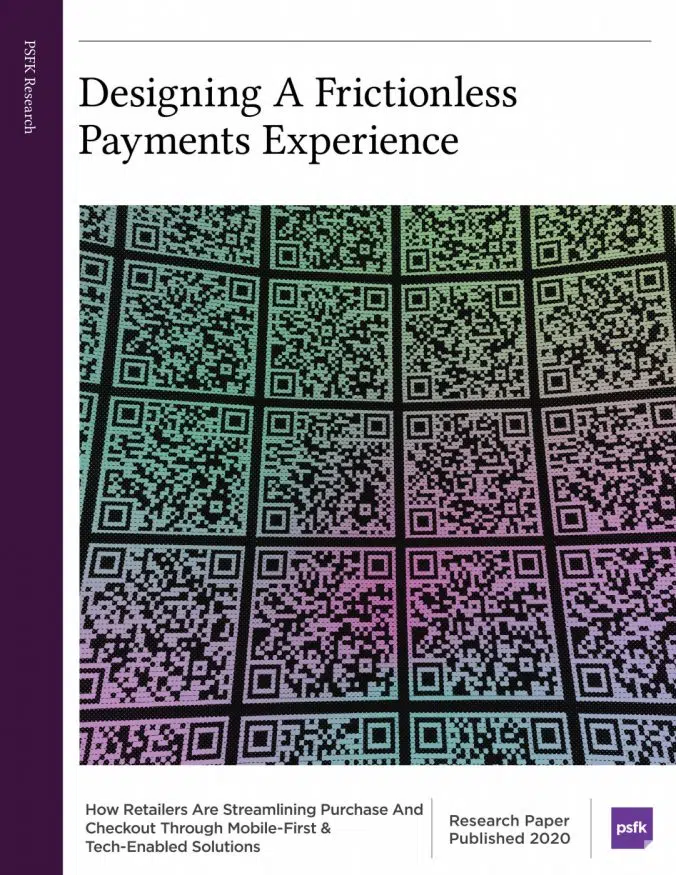 PSFK Research
Designing A Frictionless
Payments Experience
How Retailers Are Streamlining Purchase And
Checkout Through Mobile-First &
Tech-Enabled Solutions
Research Paper
Published 2020
psfk